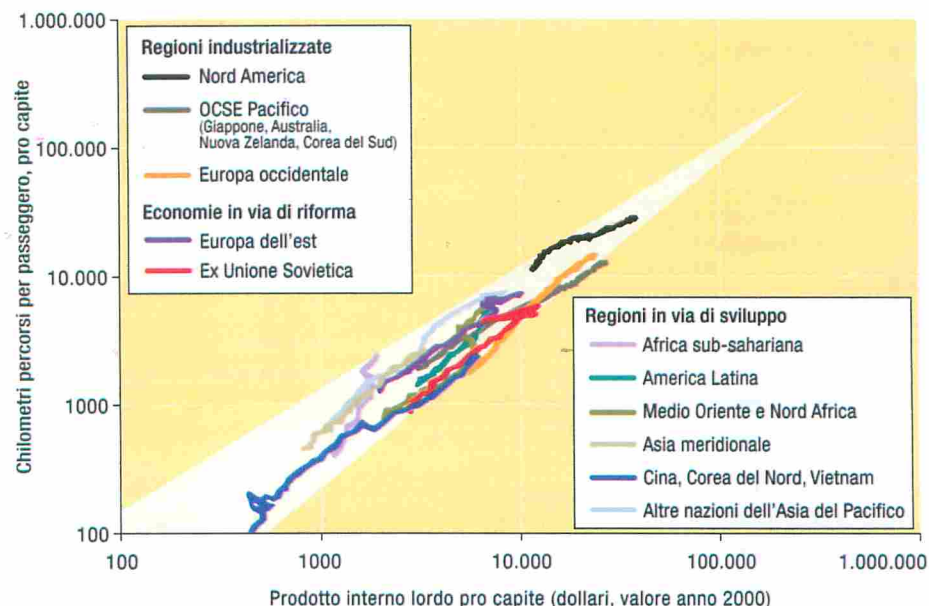 Chilometri percorsi per passeggero, pro capite
1.000.000
100.000
10.000
1000
100
Regioni industrializzate
Nord America
OCSE Pacifico
(Giappone, Australia,
Nuova Zelanda, Corea del Sud)
Europa occidentale
Economie in via di riforma
Europa dell'est
Ex Unione Sovietica
Regioni in via di sviluppo
Africa sub-sahariana
America Latina
Medio Oriente e Nord Africa
Asia meridionale
Cina, Corea del Nord, Vietnam
Altre nazioni dell'Asia del Pacifico
100
1000
10.000
100.000
1.000.000
Prodotto interno lordo pro capite (dollari, valore anno 2000)